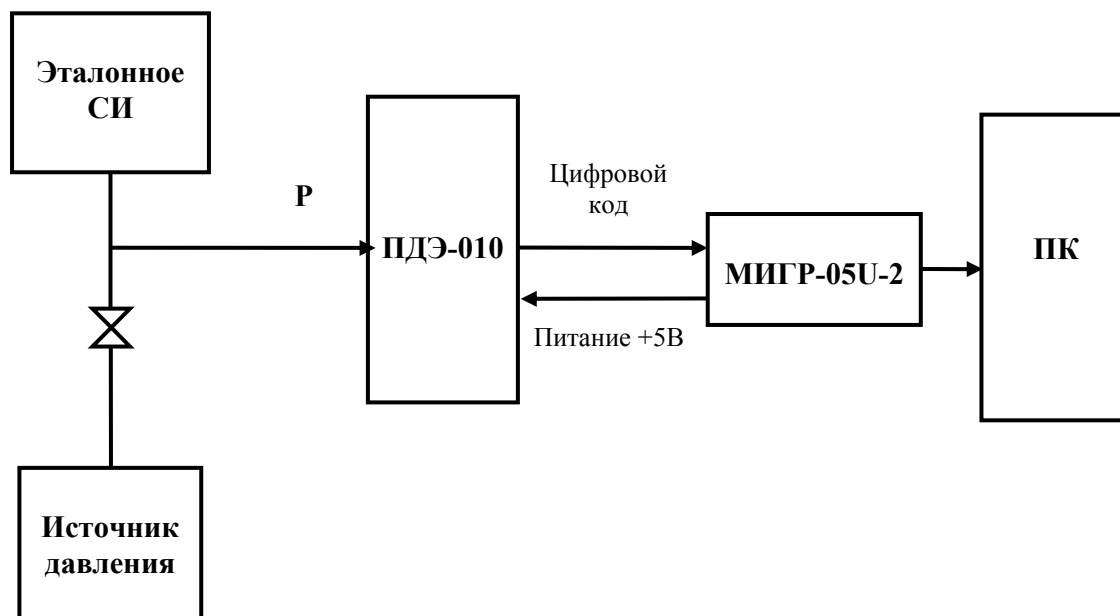 Эталонное
СИ
P
ПДЭ-010
Цифровой
код
Питание +5В
МИГР-05U-2
ПК
Источник
давления